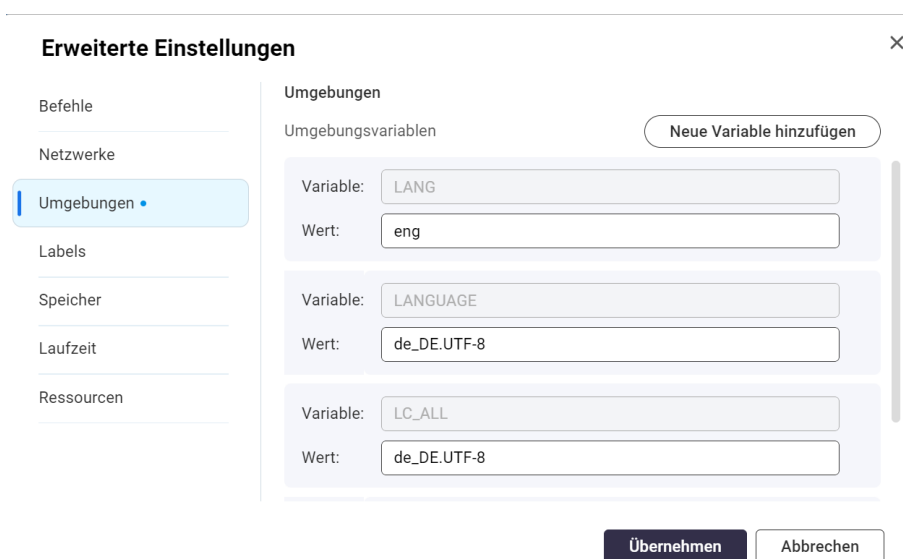 Erweiterte Einstellungen
Befehle
Netzwerke
Umgebungen
Labels
Speicher
Laufzeit
Ressourcen
Umgebungen
Umgebungsvariablen
Neue Variable hinzufügen
Variable: LANG
Wert: eng
Variable: LANGUAGE
Wert: de_DE.UTF-8
Variable: LC_ALL
Wert: de_DE.UTF-8
Übernehmen Abbrechen